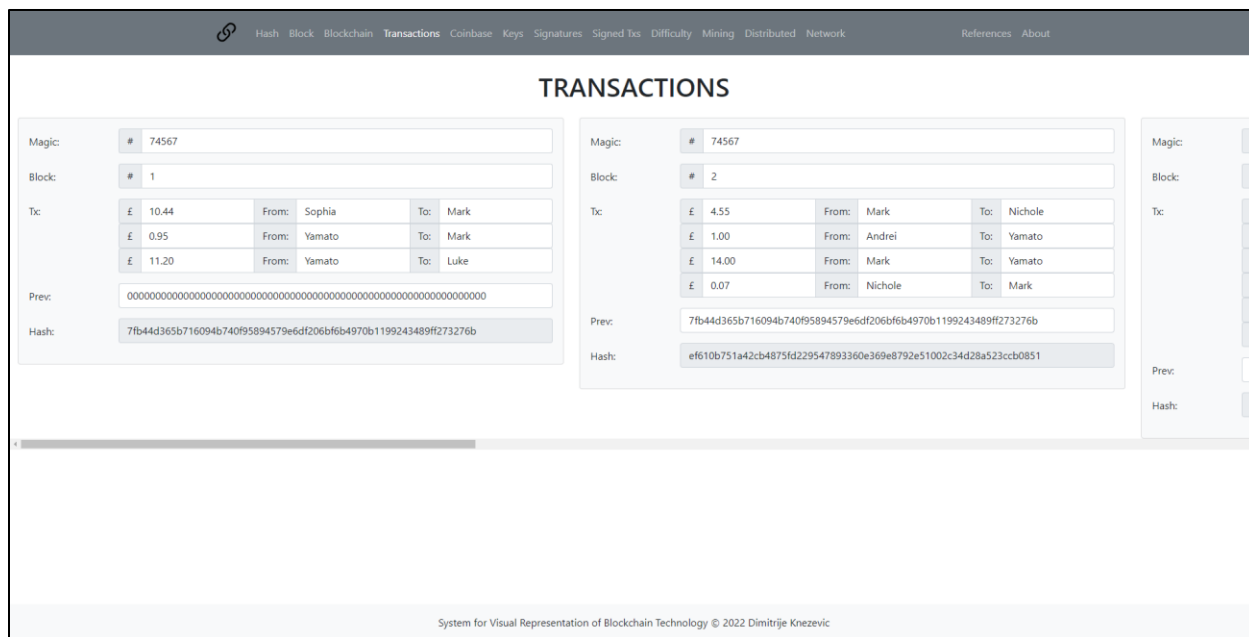 Hash Block Blockchain Transactions Coinbase Keys Signatures Signed Txs Difficulty Mining Distributed Network References About
TRANSACTIONS
Magic: # 74567
Block: # 1
Tx: £ 10.44 From: Sophia To: Mark
£ 0.95 From: Yamato To: Mark
£ 11.20 From: Yamato To: Luke
Prev: 0000000000000000000000000000000000000000000000000000000000000000
Hash: 7fb44d365b716094b740f95894579e6df206bf6b4970b1199243489ff273276b
Magic: # 74567
Block: # 2
Tx: £ 4.55 From: Mark To: Nichole
£ 1.00 From: Andrei To: Yamato
£ 14.00 From: Mark To: Yamato
£ 0.07 From: Nichole To: Mark
Prev: 7fb44d365b716094b740f95894579e6df206bf6b4970b1199243489ff273276b
Hash: ef610b751a42cb4875fd229547893360e369e8792e51002c34d28a523ccb0851
Magic:
Block:
Tx:
Prev:
Hash:
System for Visual Representation of Blockchain Technology © 2022 Dimitrije Knezevic